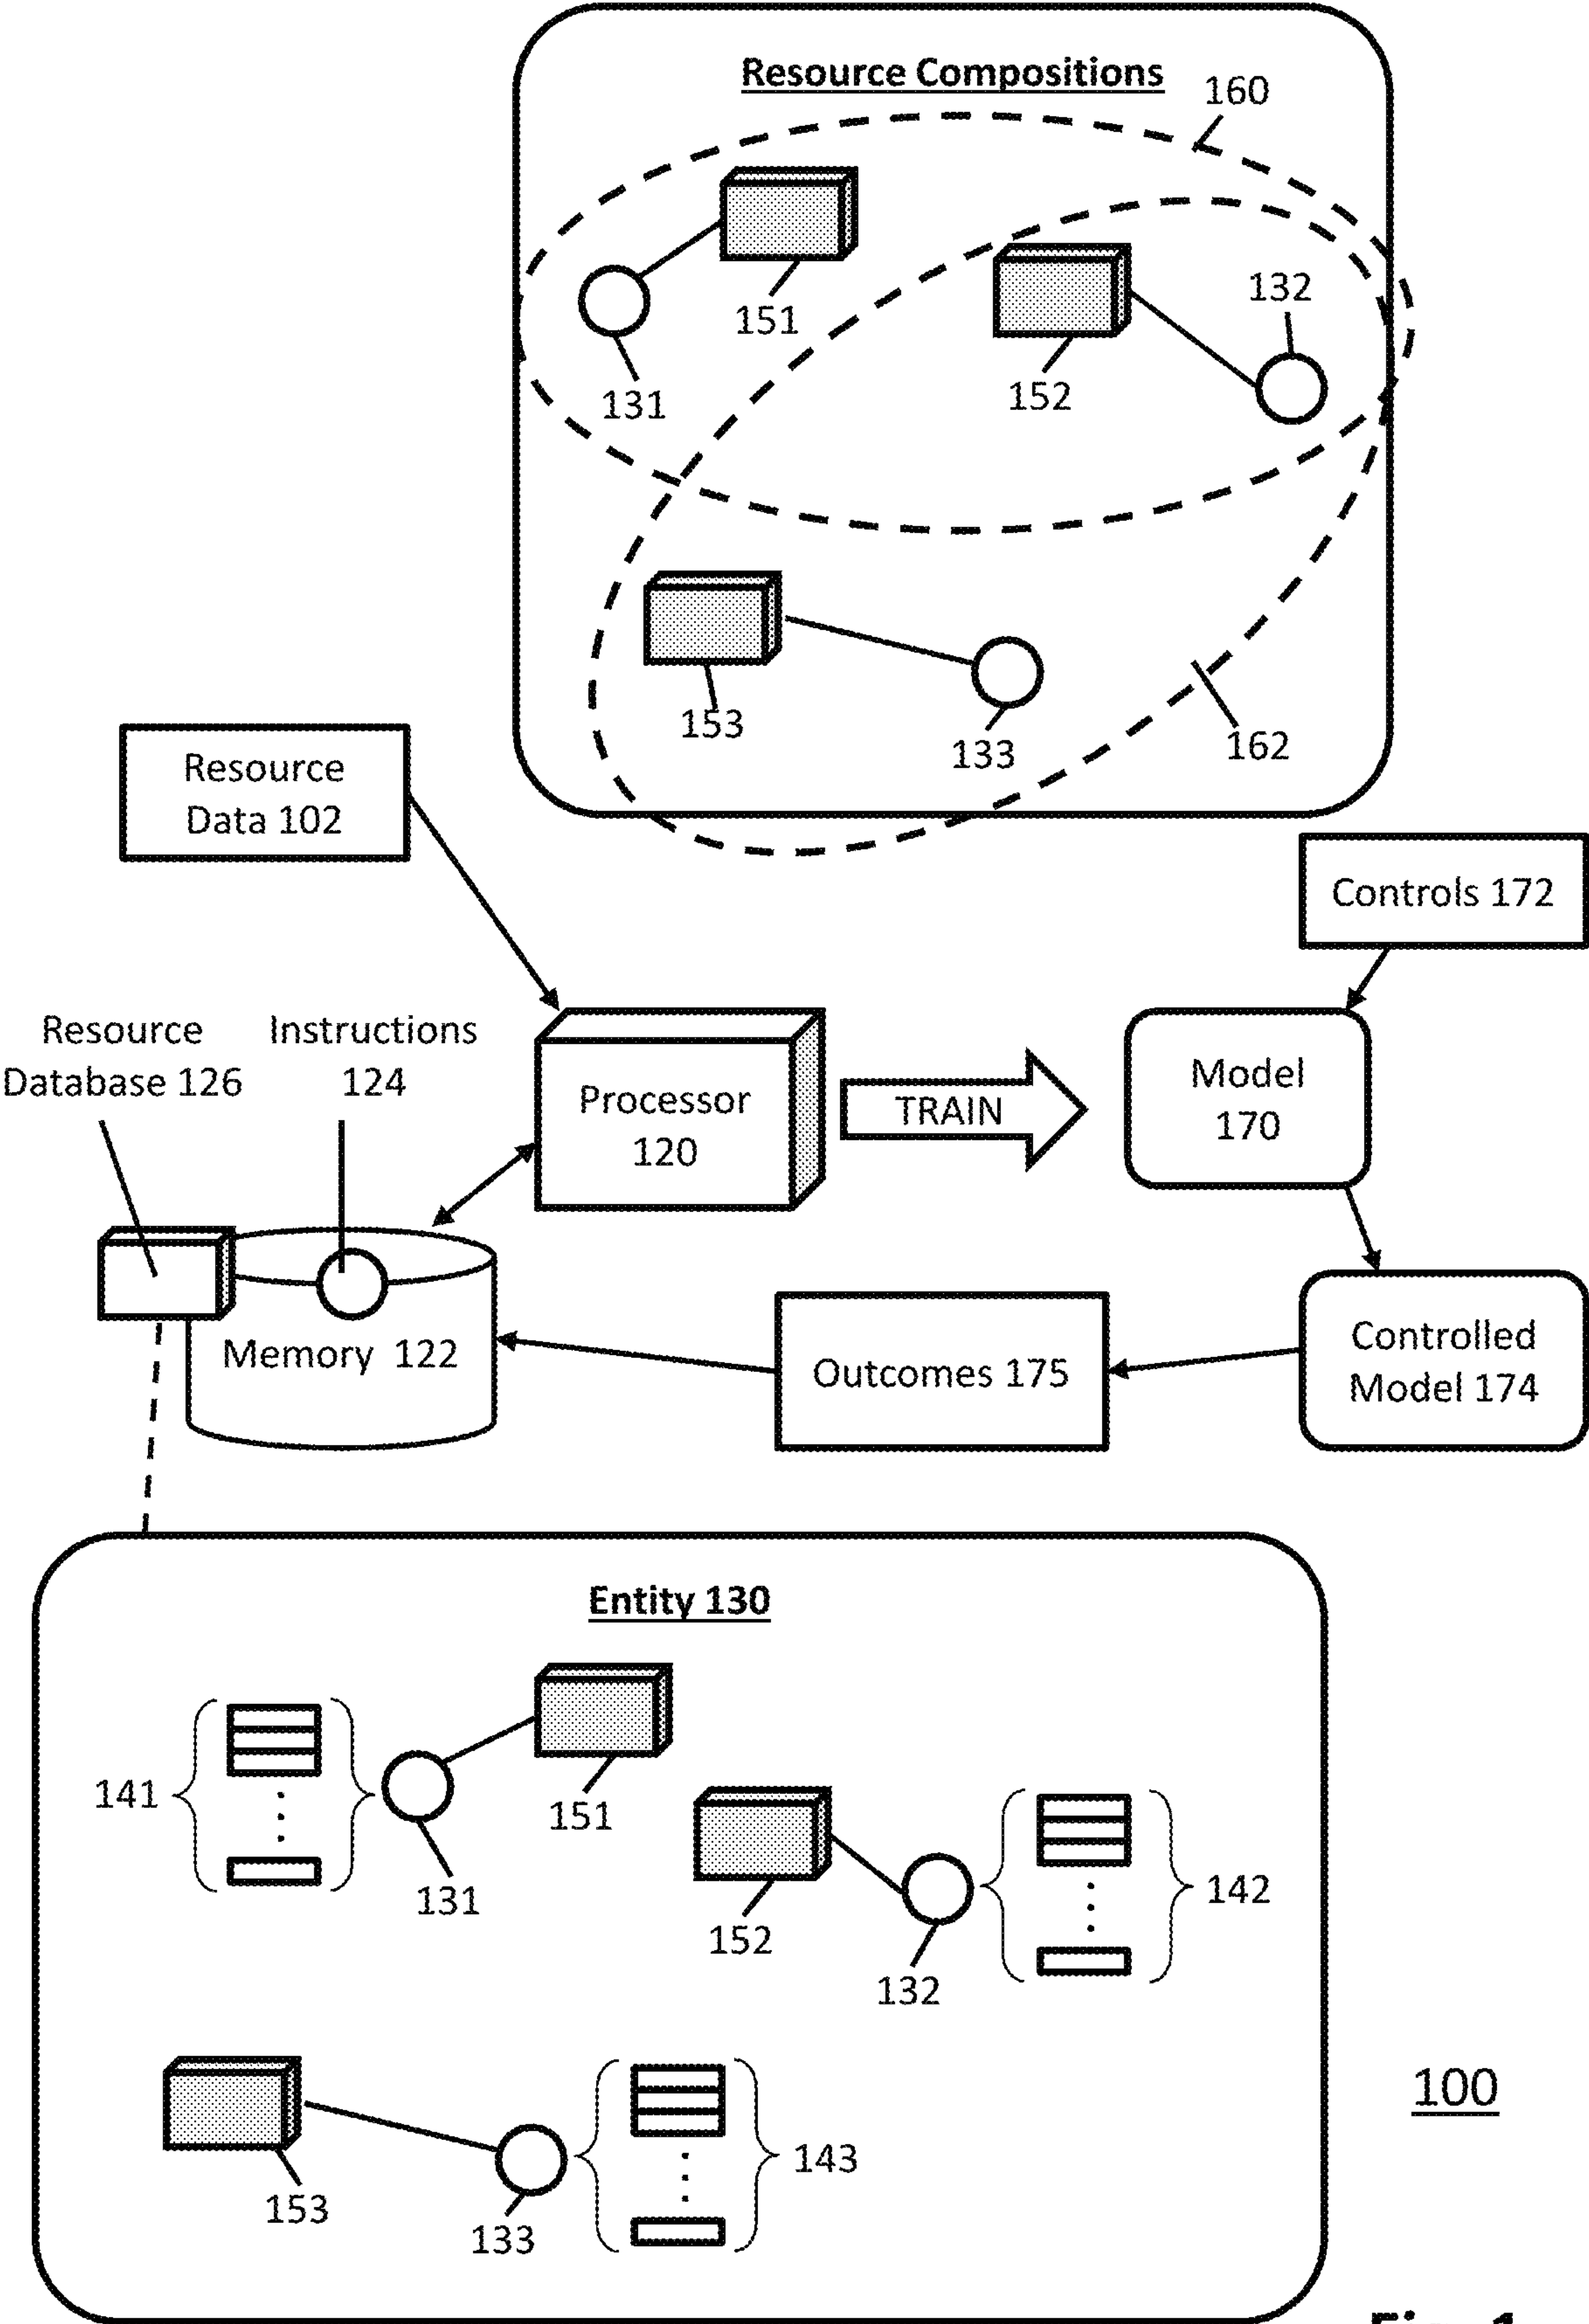 Resource Compositions
160
151
132
131
152
153
133
162
Resource
Data 102
Controls 172
Resource
Database 126
Instructions
124
Processor
120
TRAIN
Model
170
Memory 122
Outcomes 175
Controlled
Model 174
Entity 130
141
151
131
142
152
132
100
143
153
133